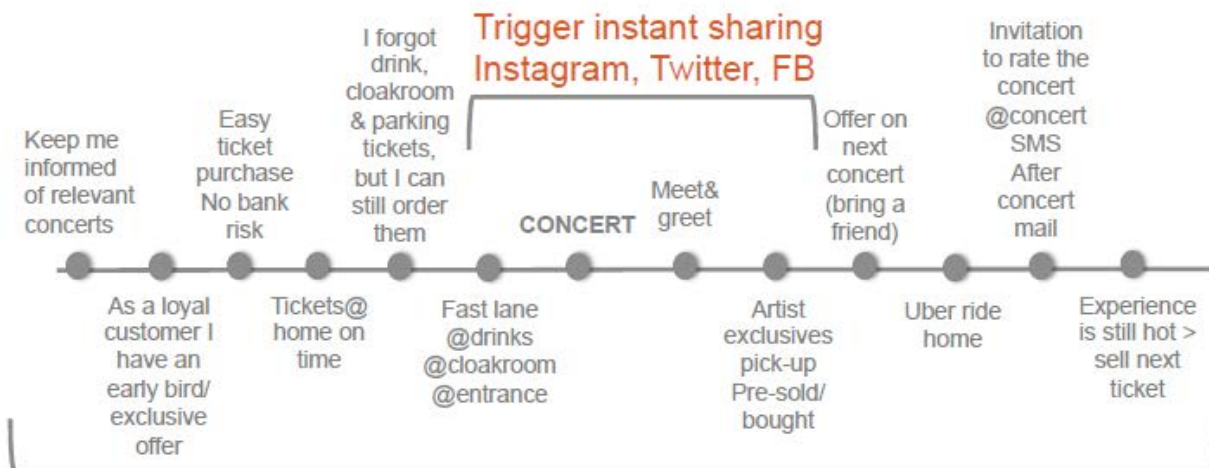 Trigger instant sharing
Instagram, Twitter, FB
Keep me
informed
of relevant
concerts
As a loyal
customer I
have an
early bird/
exclusive
offer
Easy
ticket
purchase
No bank
risk
Tickets@
home on
time
I forgot
drink,
cloakroom
& parking
tickets,
but I can
still order
them
Fast lane
@drinks
@cloakroom
@entrance
CONCERT
Meet&
greet
Artist
exclusives
pick-up
Pre-sold/
bought
Offer on
next
concert
(bring a
friend)
Uber ride
home
Invitation
to rate the
concert
@concert
SMS
After
concert
mail
Experience
is still hot >
sell next
ticket